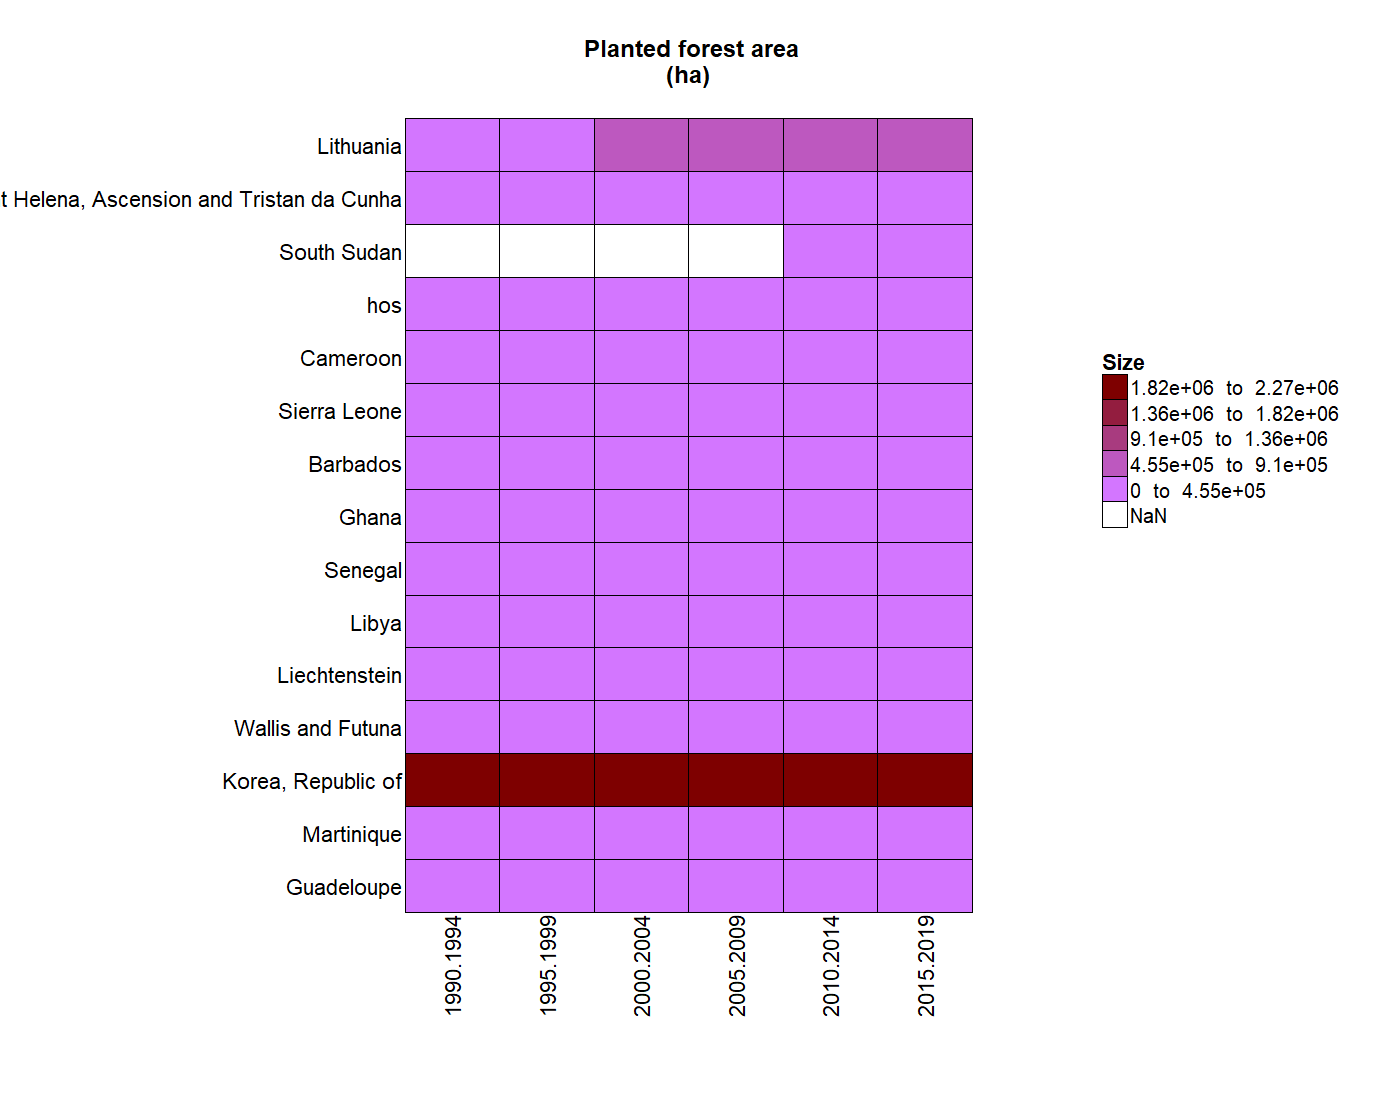 Planted forest area
(ha)
Lithuania
t Helena, Ascension and Tristan da Cunha
South Sudan
hos
Cameroon
Sierra Leone
Barbados
Ghana
Senegal
Libya
Liechtenstein
Wallis and Futuna
Korea, Republic of
Martinique
Guadeloupe
1990.1994
1995.1999
2000.2004
2005.2009
2010.2014
2015.2019
Size
1.82e+06 to 2.27e+06
1.36e+06 to 1.82e+06
9.1e+05 to 1.36e+06
4.55e+05 to 9.1e+05
0 to 4.55e+05
NaN